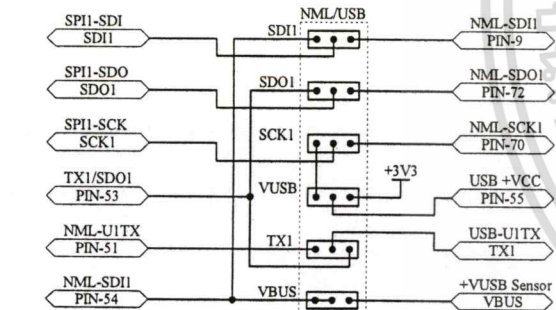 NML/USB
SPI1-SDI
SDI1
SDI1
NML-SDI1
PIN-9
SPI1-SDO
SDO1
SDO1
NML-SDO1
PIN-72
SPI1-SCK
SCK1
SCK1
NML-SCK1
PIN-70
+3V3
TX1/SDO1
PIN-53
VUSB
USB +VCC
PIN-55
NML-U1TX
PIN-51
TX1
USB-U1TX
TX1
NML-SDI1
PIN-54
VBUS
+VUSB Sensor
VBUS